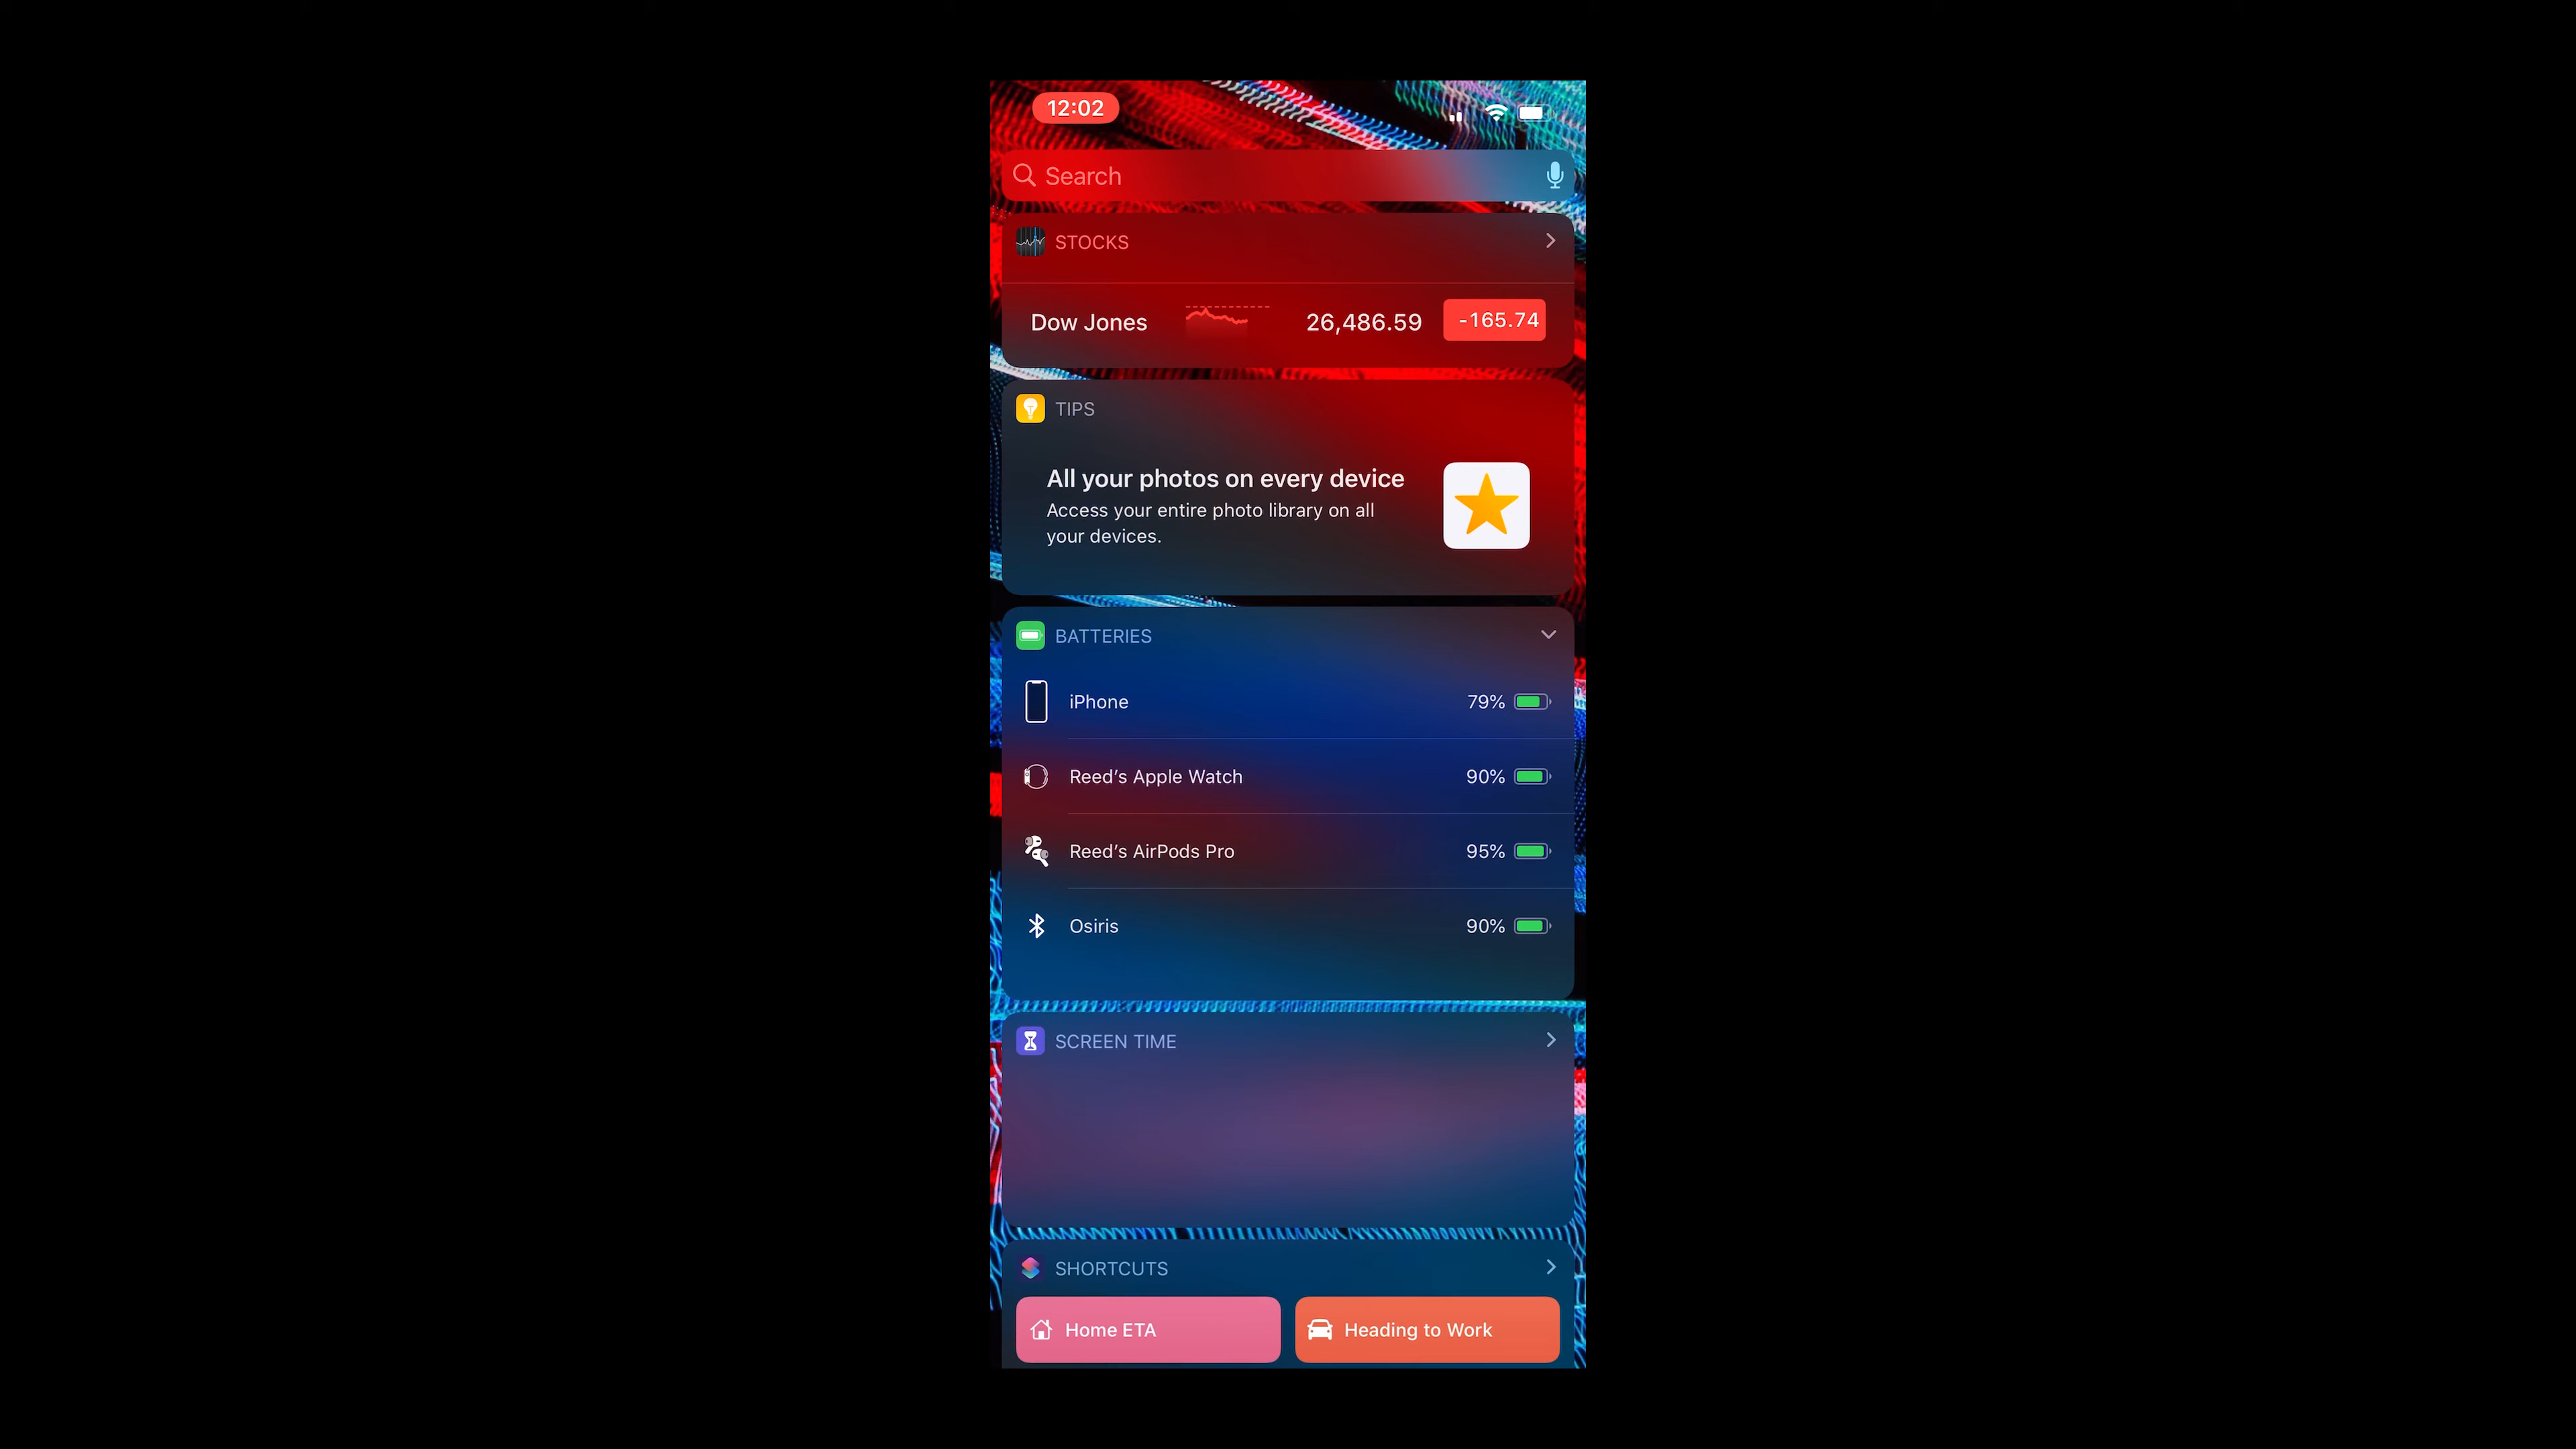 12:02
Search
STOCKS
Dow Jones 26,486.59 -165.74
TIPS
All your photos on every device
Access your entire photo library on all
your devices.
BATTERIES
iPhone 79%
Reed’s Apple Watch 90%
Reed’s AirPods Pro 95%
Osiris 90%
SCREEN TIME
SHORTCUTS
Home ETA Heading to Work